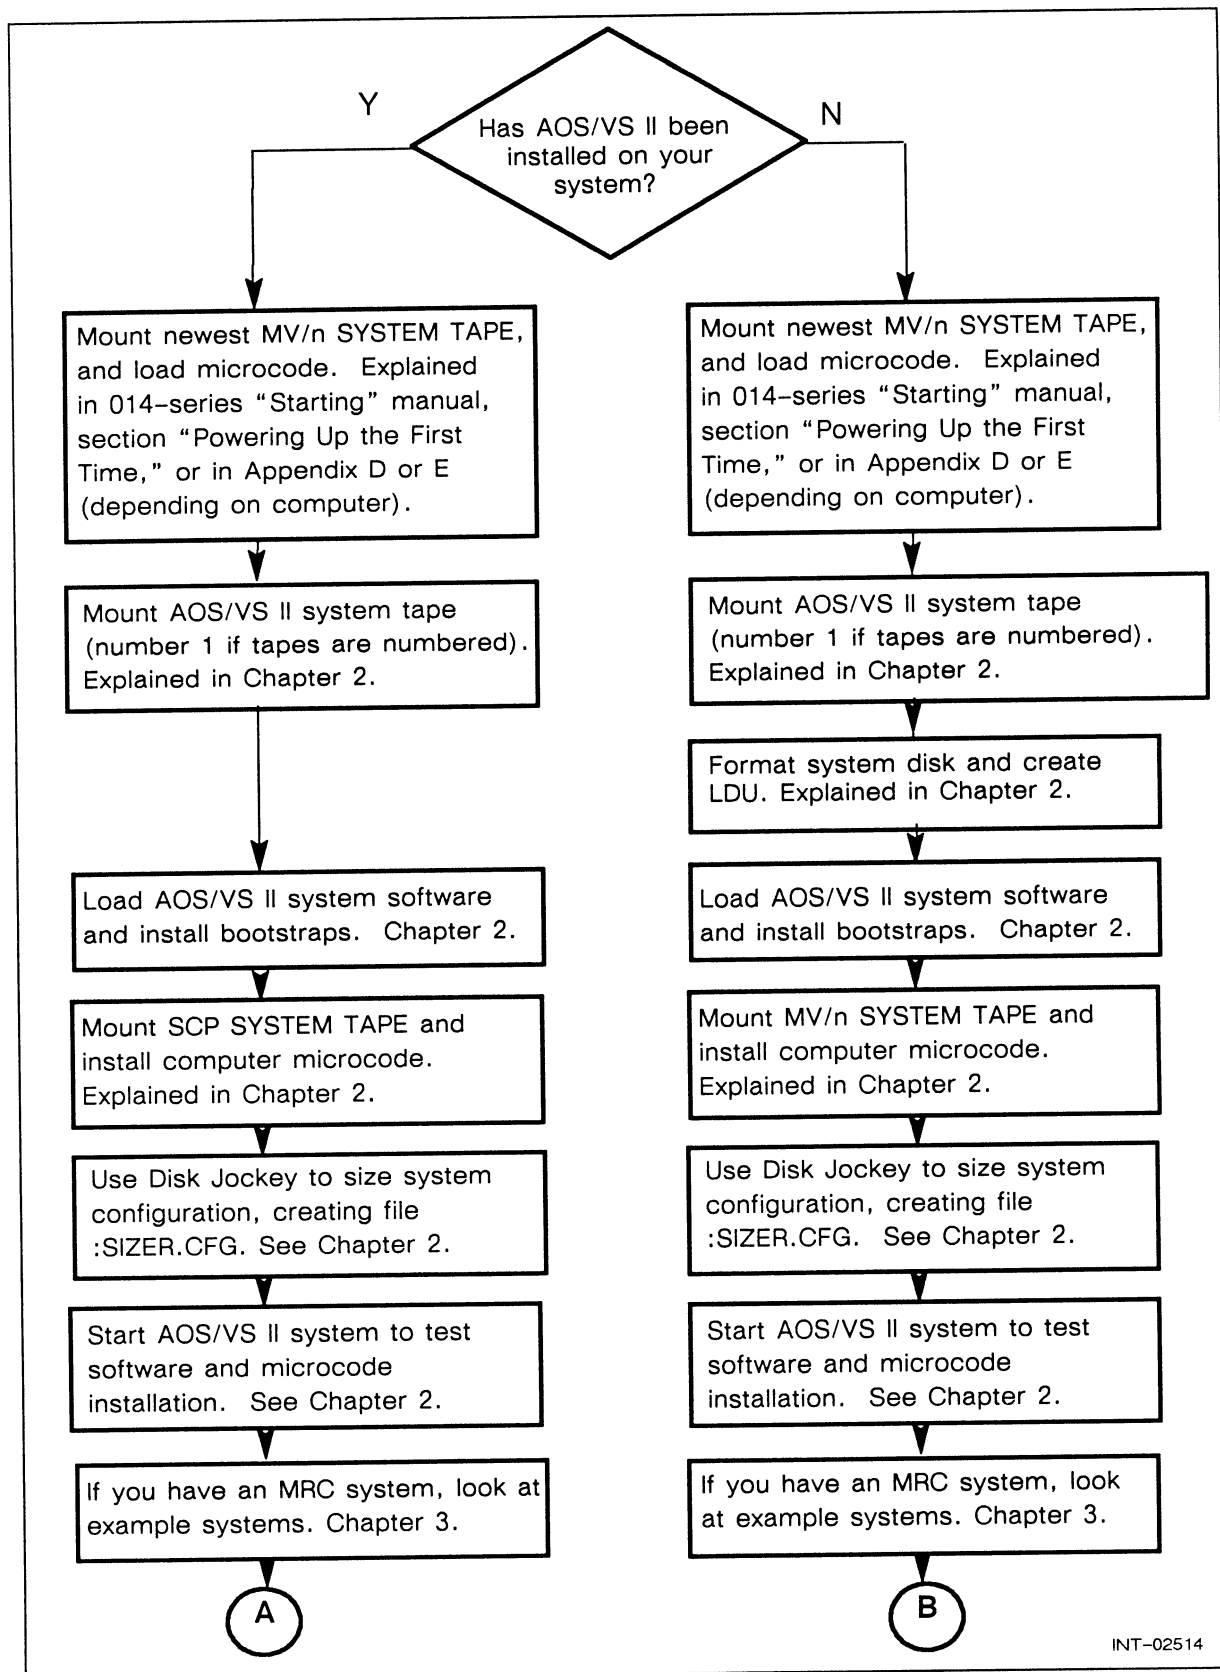 Y
N
Has AOS/VS II been
installed on your
system?
Mount newest MV/n SYSTEM TAPE,
and load microcode. Explained
in 014-series “Starting” manual,
section “Powering Up the First
Time,” or in Appendix D or E
(depending on computer).
Mount AOS/VS II system tape
(number 1 if tapes are numbered).
Explained in Chapter 2.
Load AOS/VS II system software
and install bootstraps. Chapter 2.
Mount SCP SYSTEM TAPE and
install computer microcode.
Explained in Chapter 2.
Use Disk Jockey to size system
configuration, creating file
:SIZER.CFG. See Chapter 2.
Start AOS/VS II system to test
software and microcode
installation. See Chapter 2.
If you have an MRC system, look at
example systems. Chapter 3.
A
Mount newest MV/n SYSTEM TAPE,
and load microcode. Explained
in 014-series “Starting” manual,
section “Powering Up the First
Time,” or in Appendix D or E
(depending on computer).
Mount AOS/VS II system tape
(number 1 if tapes are numbered).
Explained in Chapter 2.
Format system disk and create
LDU. Explained in Chapter 2.
Load AOS/VS II system software
and install bootstraps. Chapter 2.
Mount MV/n SYSTEM TAPE and
install computer microcode.
Explained in Chapter 2.
Use Disk Jockey to size system
configuration, creating file
:SIZER.CFG. See Chapter 2.
Start AOS/VS II system to test
software and microcode
installation. See Chapter 2.
If you have an MRC system, look
at example systems. Chapter 3.
B
INT-02514